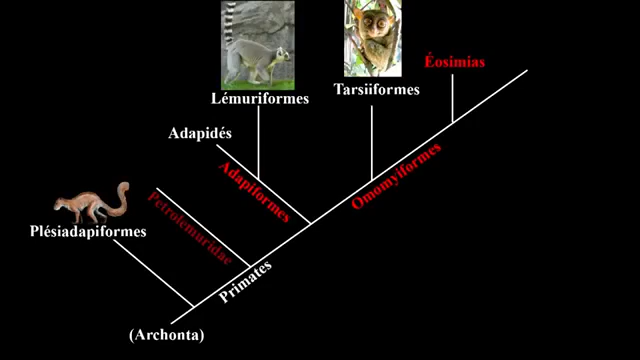 Éosimias
Tarsiiformes
Lémuriformes
Adapidés
Adapiformes
Omomyiformes
Petrolemuridae
Plésiadapiformes
Primates
(Archonta)